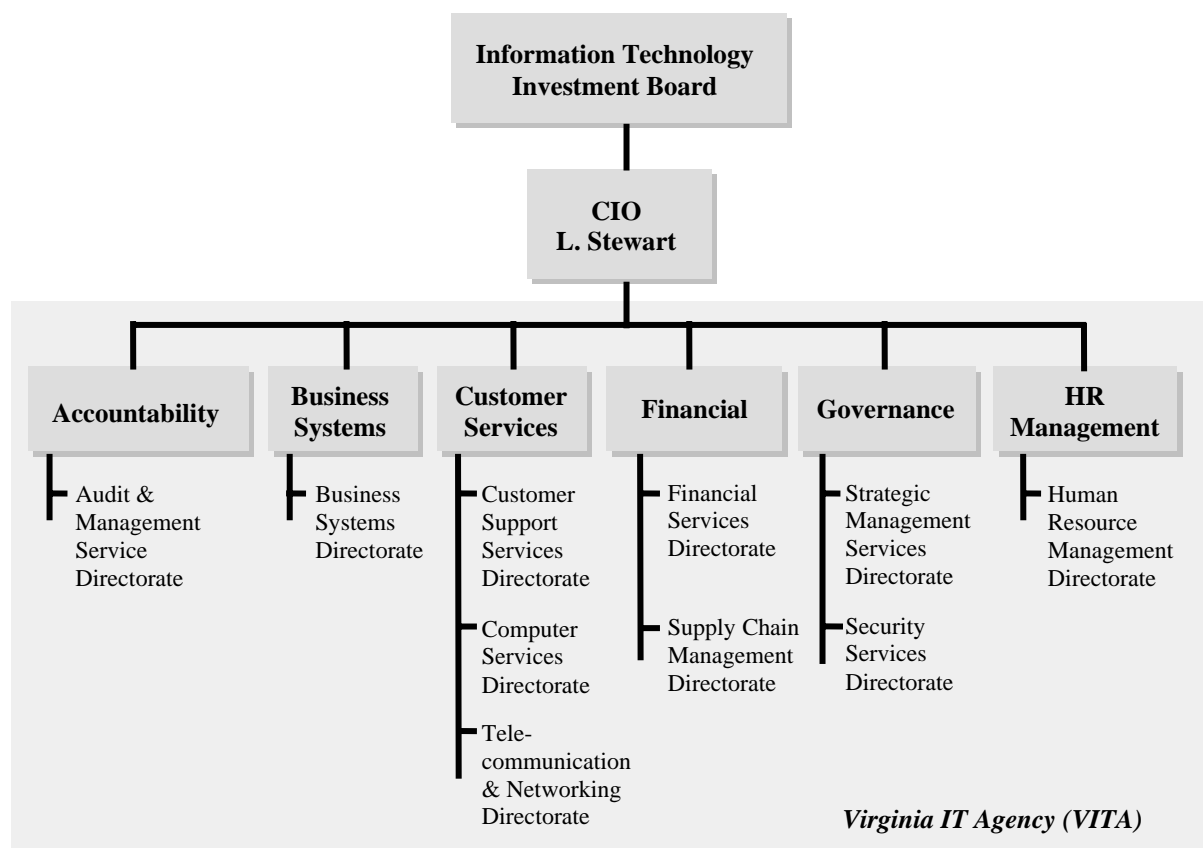 Information Technology
Investment Board
CIO
L. Stewart
Accountability
Business
Systems
Customer
Services
Financial
Governance
HR
Management
Audit &
Management
Service
Directorate
Business
Systems
Directorate
Customer
Support
Services
Directorate
Computer
Services
Directorate
Tele-
communication
& Networking
Directorate
Financial
Services
Directorate
Supply Chain
Management
Directorate
Strategic
Management
Services
Directorate
Security
Services
Directorate
Human
Resource
Management
Directorate
Virginia IT Agency (VITA)